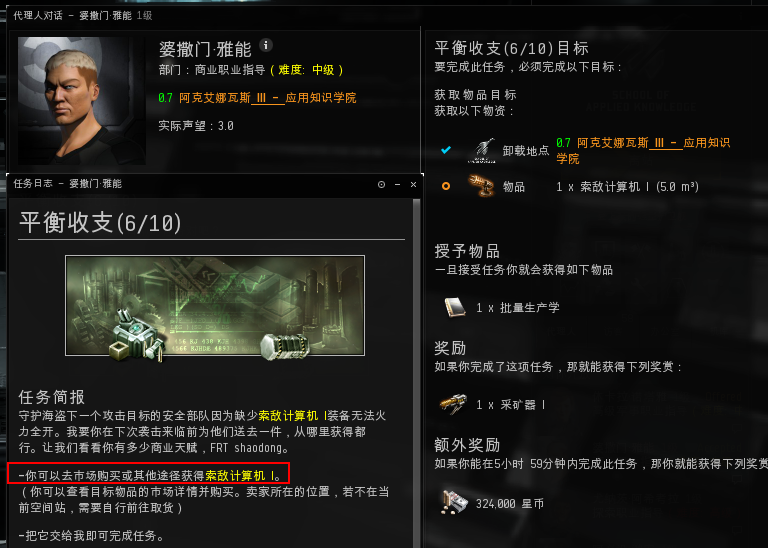 代理人对话 - 婆撒门·雅能 1级
婆撒门·雅能
部门：商业职业指导（难度: 中级）
0.7 阿克艾娜瓦斯 III - 应用知识学院
实际声望：3.0
任务日志 - 婆撒门·雅能
平衡收支(6/10)
任务简报
守护海盗下一个攻击目标的安全部队因为缺少索敌计算机 I装备无法火
力全开。我要你在下次袭击来临前为他们送去一件，从哪里获得都
行。让我们看看你有多少商业天赋，FRT shaodong。
-你可以去市场购买或其他途径获得索敌计算机 I。
（你可以查看目标物品的市场详情并购买。卖家所在的位置，若不在当
前空间站，需要自行前往取货）
-把它交给我即可完成任务。
平衡收支(6/10)目标
要完成此任务，必须完成以下目标：
获取物品目标
获取以下物资：
卸载地点 0.7 阿克艾娜瓦斯 III - 应用知识
学院
物品 1 x 索敌计算机 I (5.0 m³)
授予物品
一旦接受任务你就会获得如下物品
1 x 批量生产学
奖励
如果你完成了这项任务，那就能获得下列奖赏：
1 x 采矿器 I
额外奖励
如果你能在5小时 59分钟内完成此任务，那你就能获得下列奖赏
324,000 星币